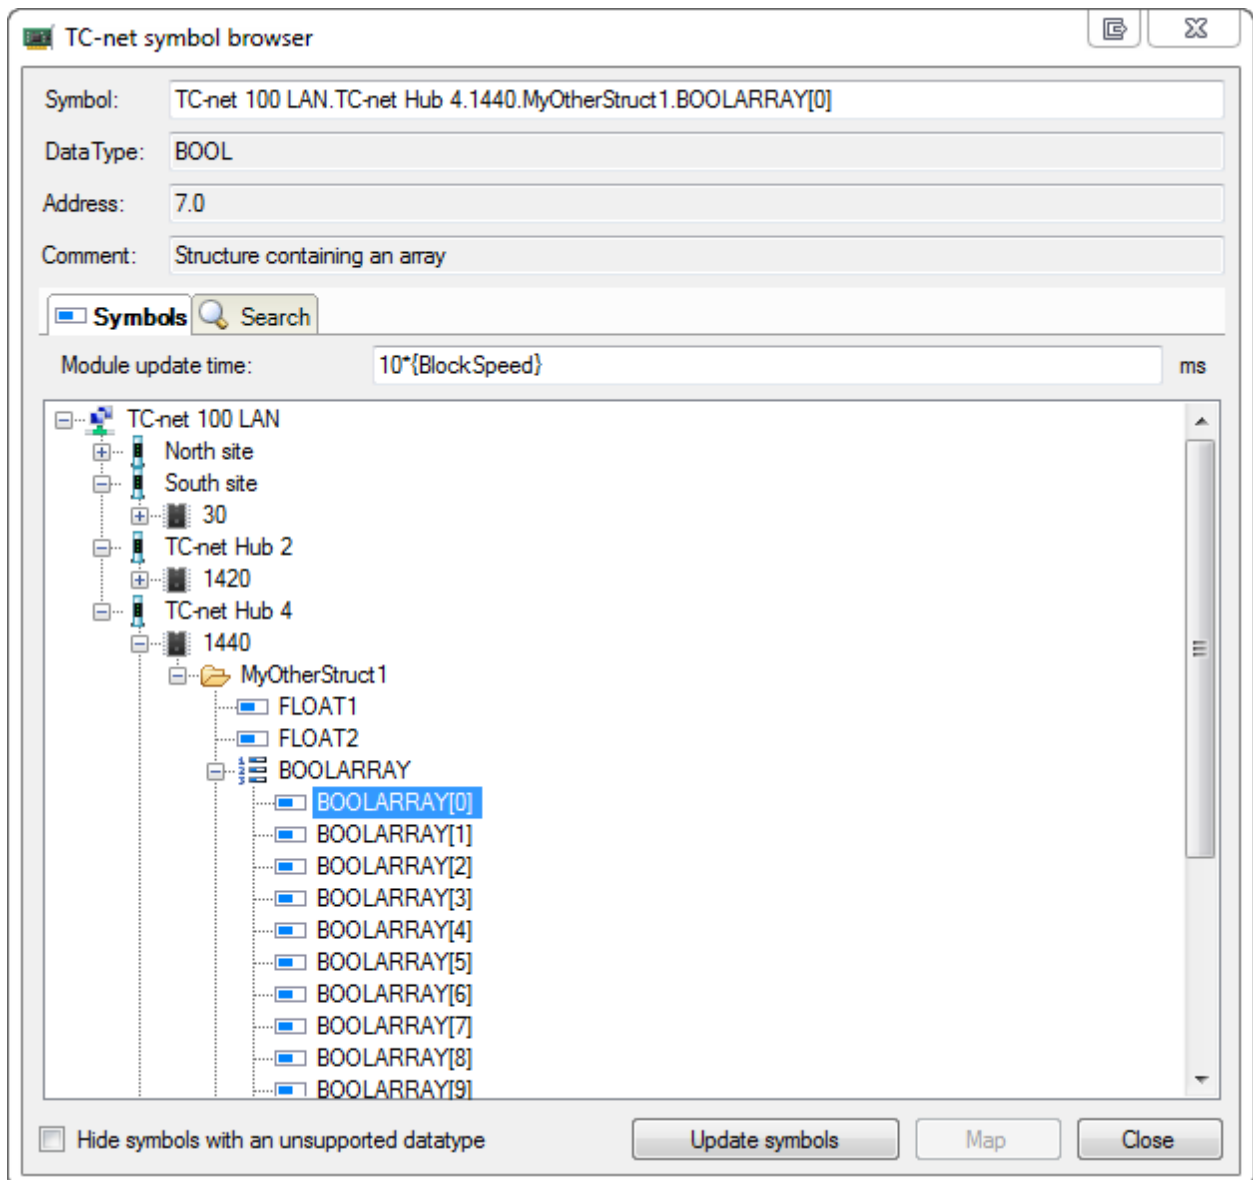 TC-net symbol browser
Symbol: TC-net 100 LAN.TC-net Hub 4.1440.MyOtherStruct1.BOOLARRAY[0]
DataType: BOOL
Address: 7.0
Comment: Structure containing an array
Symbols Search
Module update time: 10*{BlockSpeed} ms
TC-net 100 LAN
North site
South site
30
TC-net Hub 2
1420
TC-net Hub 4
1440
MyOtherStruct1
FLOAT1
FLOAT2
BOOLARRAY
BOOLARRAY[0]
BOOLARRAY[1]
BOOLARRAY[2]
BOOLARRAY[3]
BOOLARRAY[4]
BOOLARRAY[5]
BOOLARRAY[6]
BOOLARRAY[7]
BOOLARRAY[8]
BOOLARRAY[9]
Hide symbols with an unsupported datatype Update symbols Map Close